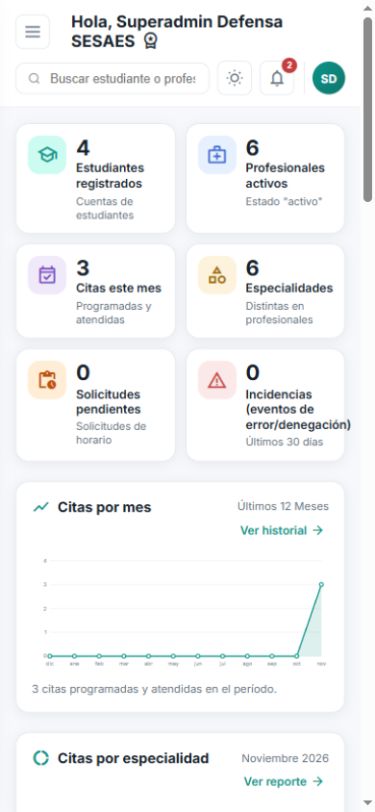 Hola, Superadmin Defensa
SESAES
Buscar estudiante o profes
2
SD
4
Estudiantes
registrados
Cuentas de
estudiantes
6
Profesionales
activos
Estado "activo"
3
Citas este mes
Programadas y
atendidas
6
Especialidades
Distintas en
profesionales
0
Solicitudes
pendientes
Solicitudes de
horario
0
Incidencias
(eventos de
error/denegación)
Últimos 30 días
Citas por mes
Últimos 12 Meses
Ver historial →
4
3
2
1
0
dic ene feb mar abr may jun jul ago sep oct nov
3 citas programadas y atendidas en el período.
Citas por especialidad
Noviembre 2026
Ver reporte →